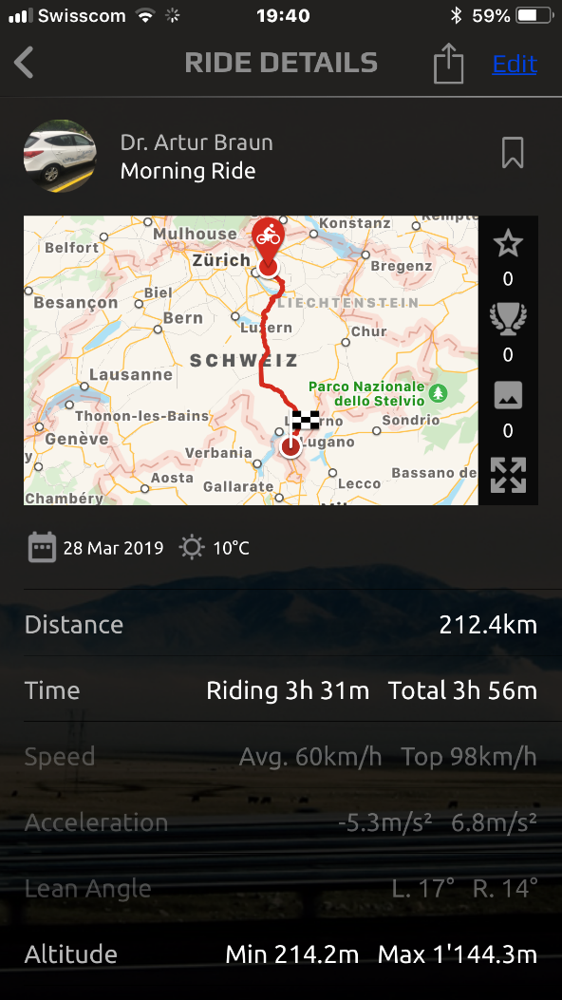 Swisscom 19:40 59%
RIDE DETAILS Edit
Dr. Artur Braun
Morning Ride
Mulhouse Konstanz Kempte
Belfort Zürich Bregenz
Besançon Biel LIECHTENSTEIN
Bern Luzern Chur
SCHWEIZ
Lausanne
Parco Nazionale
dello Stelvio
Thonon-les-Bains L rno Sondrio
Genève Lugano
y Verbania
Aosta Lecco Bassano de
Gallarate
Chambéry
0
0
0
28 Mar 2019 10°C
Distance 212.4km
Time Riding 3h 31m Total 3h 56m
Speed Avg. 60km/h Top 98km/h
Acceleration -5.3m/s² 6.8m/s²
Lean Angle L. 17° R. 14°
Altitude Min 214.2m Max 1'144.3m